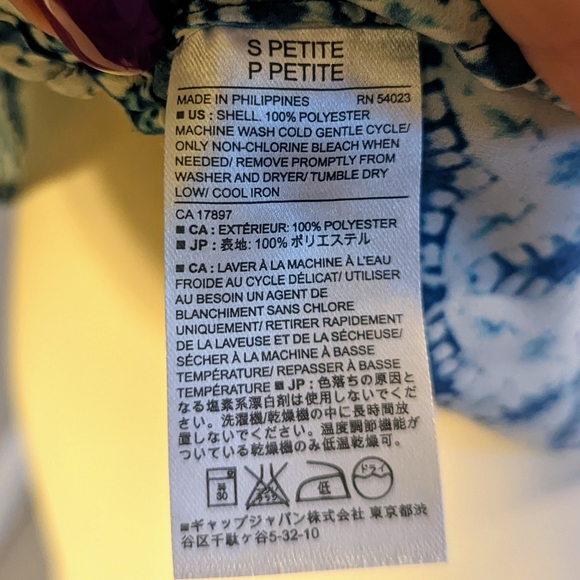 S PETITE
P PETITE
MADE IN PHILIPPINES RN 54023
■ US : SHELL. 100% POLYESTER
MACHINE WASH COLD GENTLE CYCLE/
ONLY NON-CHLORINE BLEACH WHEN
NEEDED/ REMOVE PROMPTLY FROM
WASHER AND DRYER/ TUMBLE DRY
LOW/ COOL IRON
CA 17897
■ CA : EXTÉRIEUR: 100% POLYESTER
■ JP : 表地: 100% ポリエステル
■ CA : LAVER À LA MACHINE À L'EAU
FROIDE AU CYCLE DÉLICAT/ UTILISER
AU BESOIN UN AGENT DE
BLANCHIMENT SANS CHLORE
UNIQUEMENT/ RETIRER RAPIDEMENT
DE LA LAVEUSE ET DE LA SÉCHEUSE/
SÉCHER À LA MACHINE À BASSE
TEMPÉRATURE/ REPASSER À BASSE
TEMPÉRATURE ■ JP : 色落ちの原因と
なる塩素系漂白剤は使用しないでくだ
さい。洗濯機/乾燥機の中に長時間放
置しないでください。温度調節機能が
ついている乾燥機のみ低温乾燥可。
30 低 ドライ
■ギャップジャパン株式会社 東京都渋
谷区千駄ヶ谷5-32-10